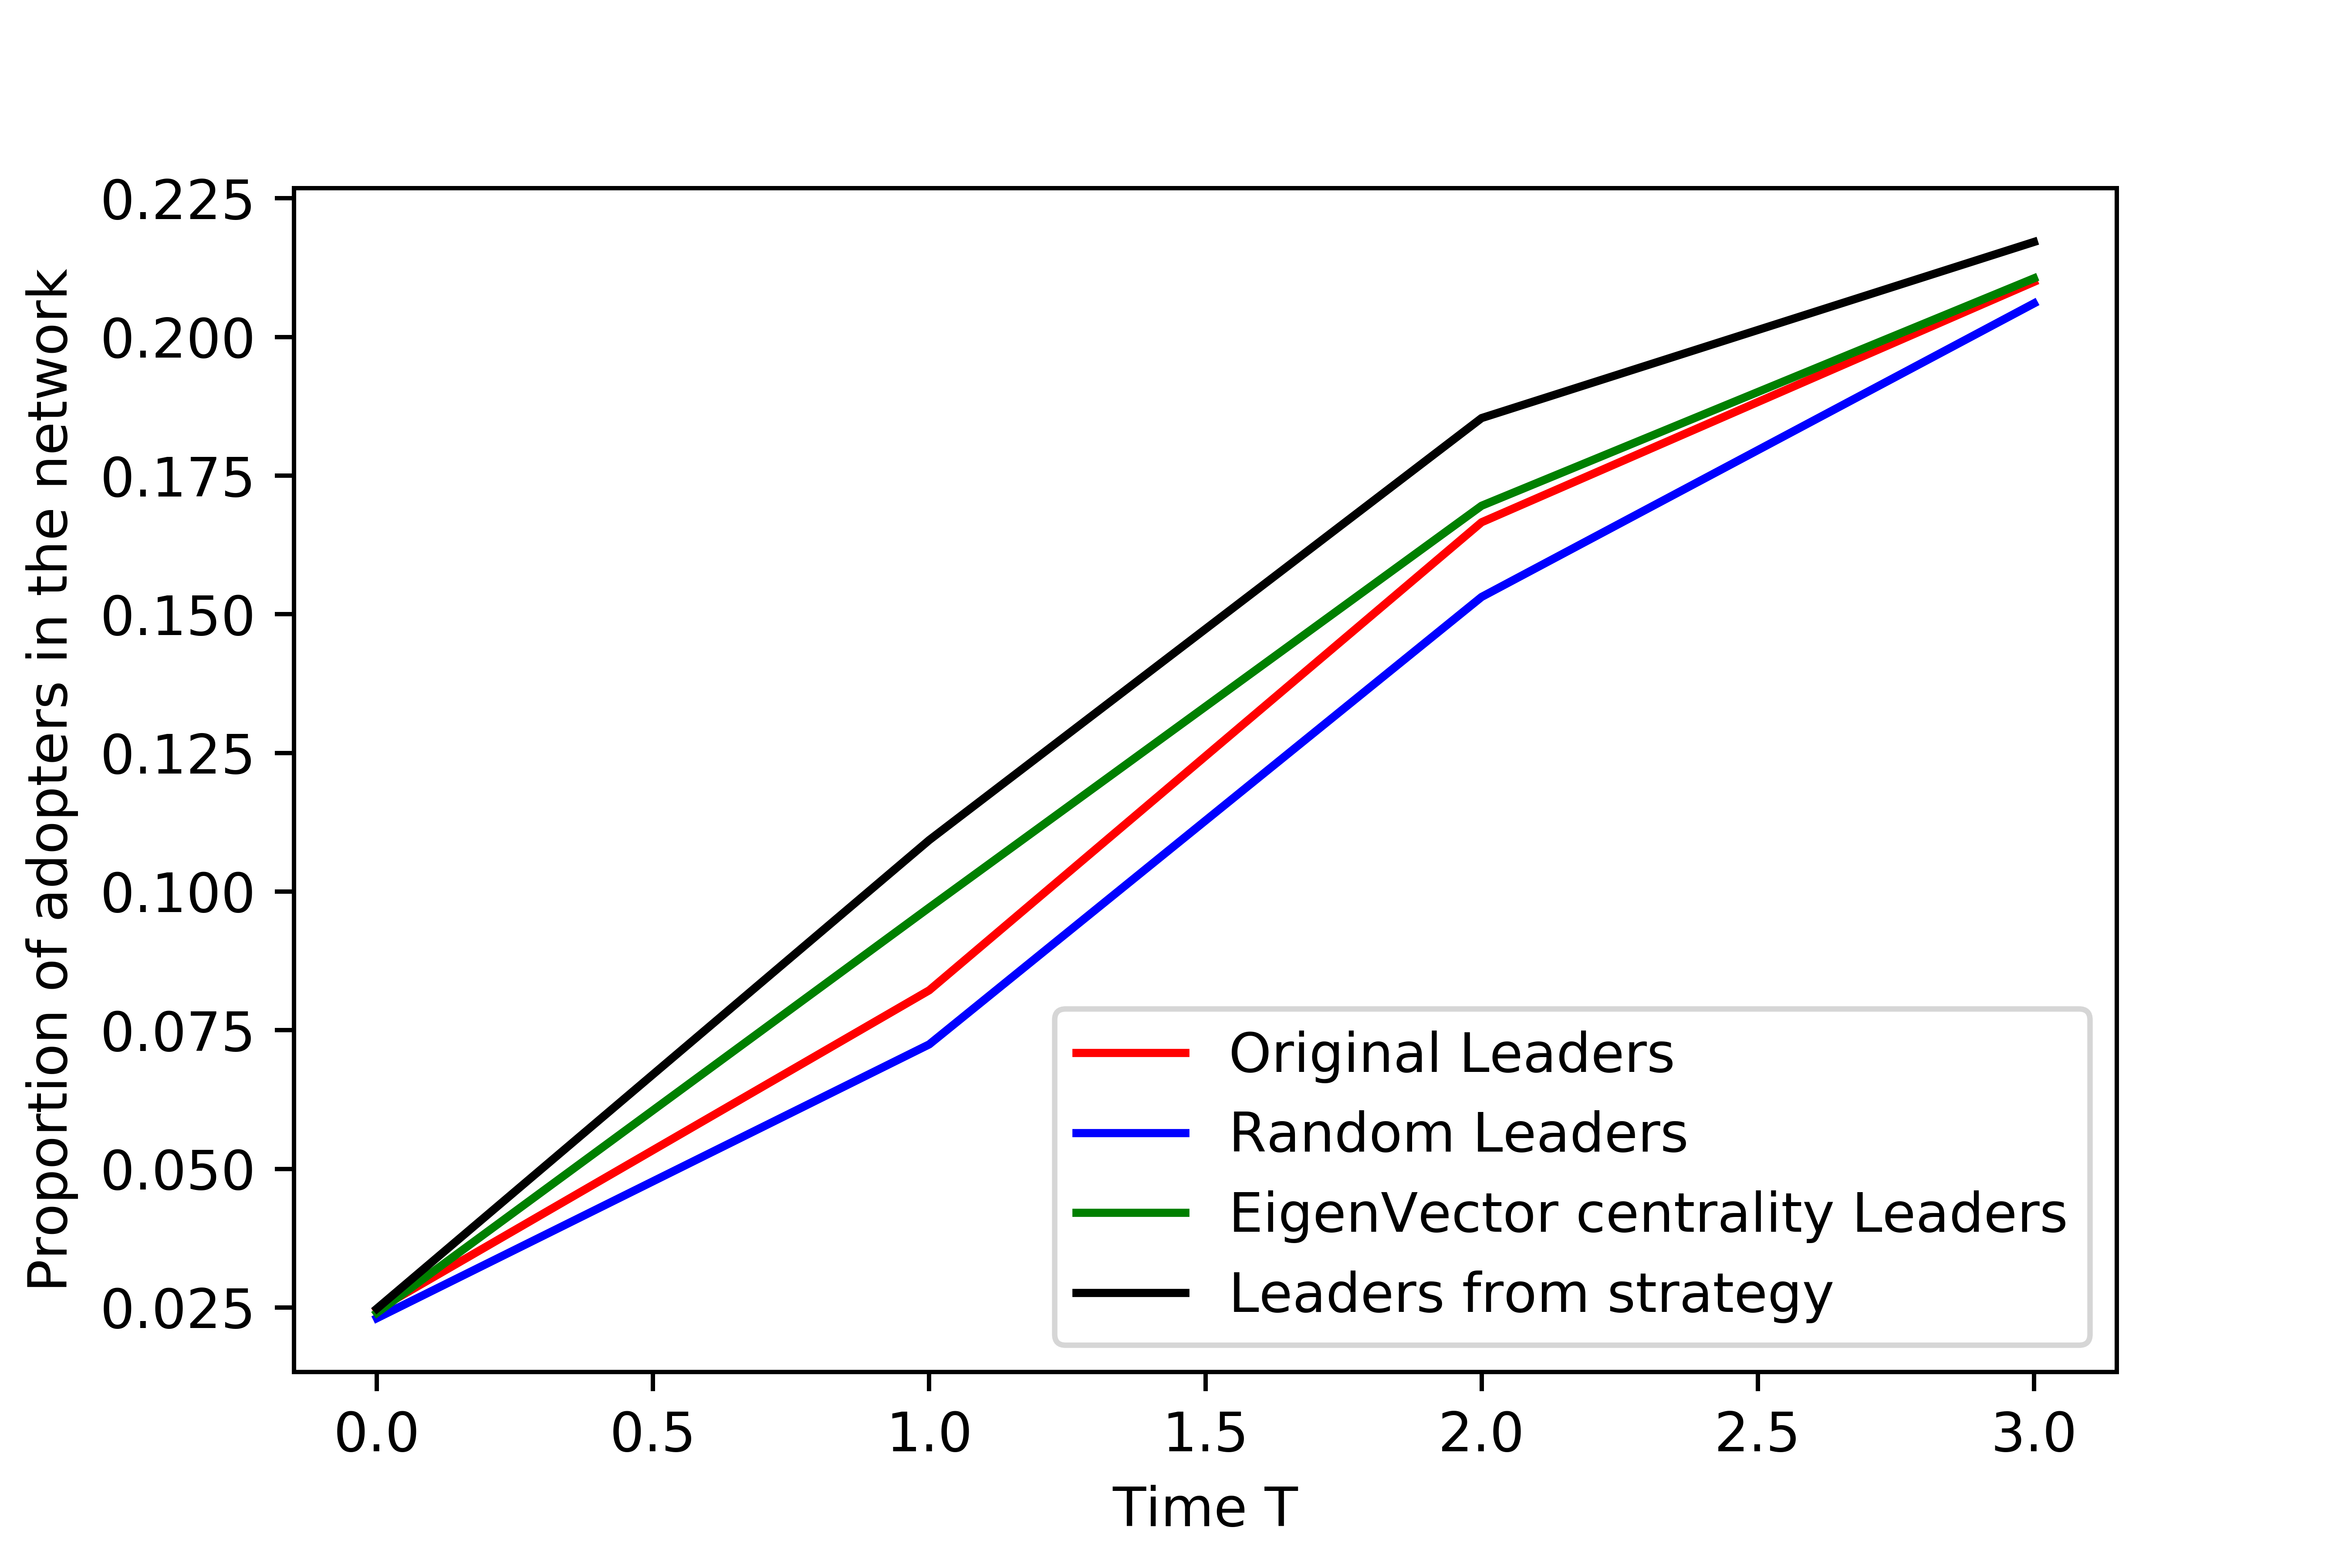 Proportion of adopters in the network
0.225
0.200
0.175
0.150
0.125
0.100
0.075
0.050
0.025
Original Leaders
Random Leaders
EigenVector centrality Leaders
Leaders from strategy
0.0 0.5 1.0 1.5 2.0 2.5 3.0
Time T